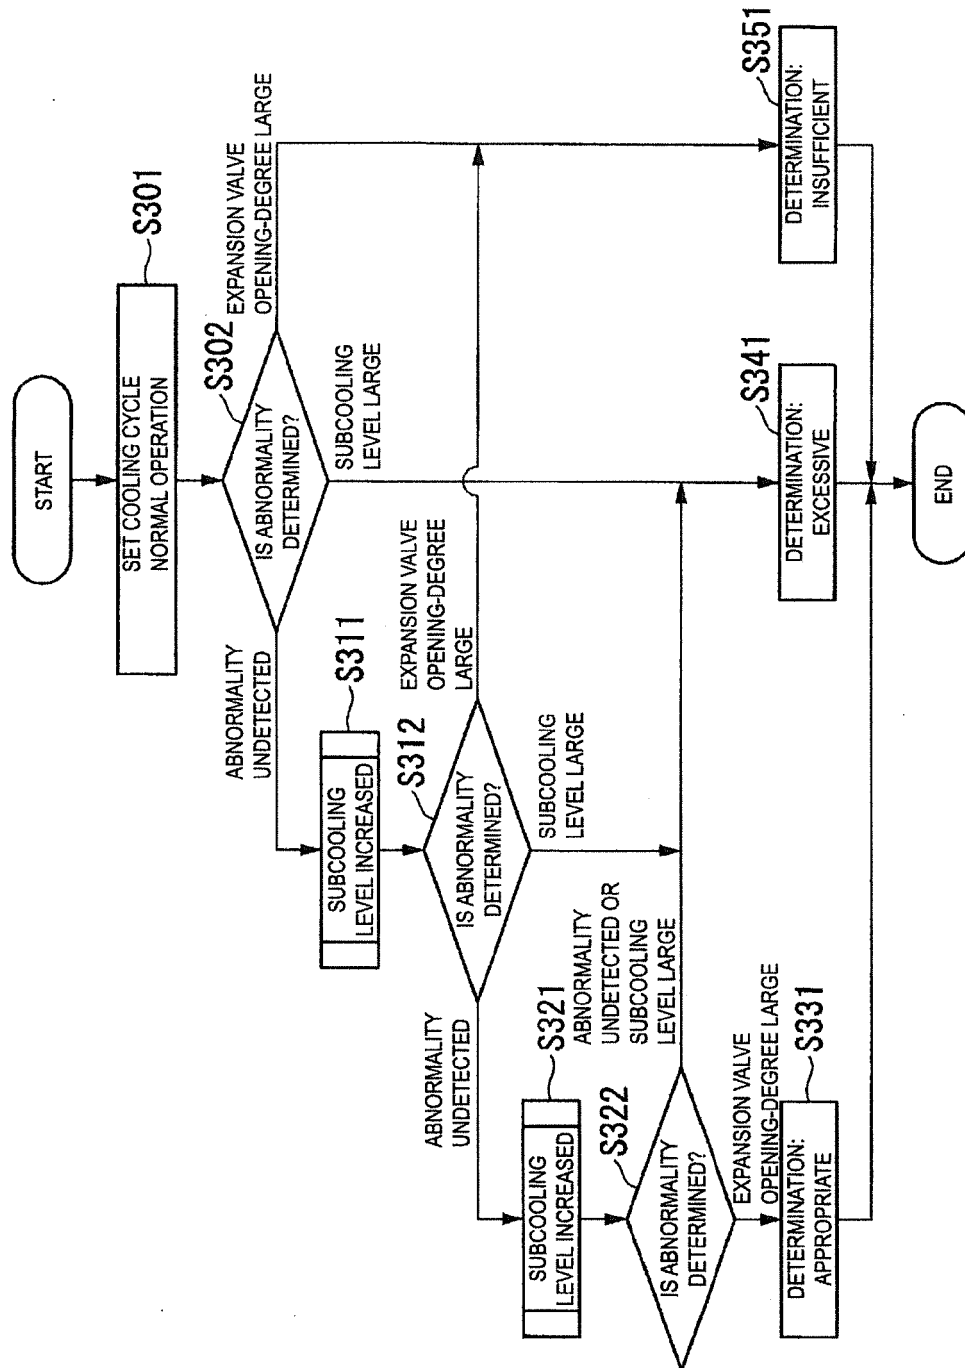 START
SET COOLING CYCLE
NORMAL OPERATION
S301
IS ABNORMALITY
DETERMINED?
S302
EXPANSION VALVE
OPENING-DEGREE LARGE
SUBCOOLING
LEVEL LARGE
ABNORMALITY
UNDETECTED
SUBCOOLING
LEVEL INCREASED
S311
IS ABNORMALITY
DETERMINED?
S312
EXPANSION VALVE
OPENING-DEGREE
LARGE
SUBCOOLING
LEVEL LARGE
ABNORMALITY
UNDETECTED
SUBCOOLING
LEVEL INCREASED
S321
IS ABNORMALITY
DETERMINED?
S322
ABNORMALITY
UNDETECTED OR
SUBCOOLING
LEVEL LARGE
EXPANSION VALVE
OPENING-DEGREE LARGE
DETERMINATION:
APPROPRIATE
S331
DETERMINATION:
EXCESSIVE
S341
DETERMINATION:
INSUFFICIENT
S351
END